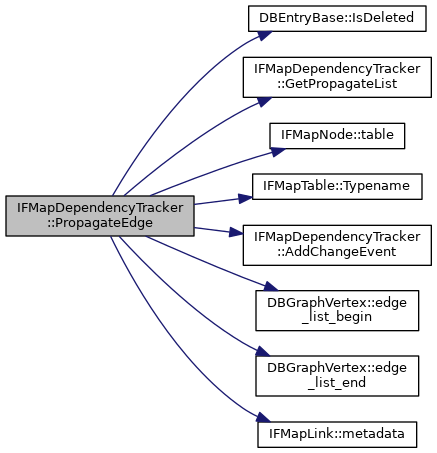 DBEntryBase::IsDeleted
IFMapDependencyTracker
::GetPropagateList
IFMapNode::table
IFMapTable::Typename
IFMapDependencyTracker
::PropagateEdge
IFMapDependencyTracker
::AddChangeEvent
DBGraphVertex::edge
_list_begin
DBGraphVertex::edge
_list_end
IFMapLink::metadata